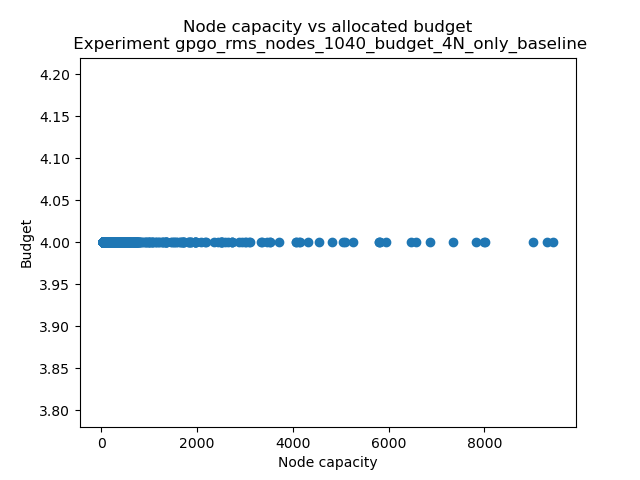 Node capacity vs allocated budget
Experiment gpgo_rms_nodes_1040_budget_4N_only_baseline
4.20
4.15
4.10
4.05
4.00
3.95
3.90
3.85
3.80
Budget
0 2000 4000 6000 8000
Node capacity